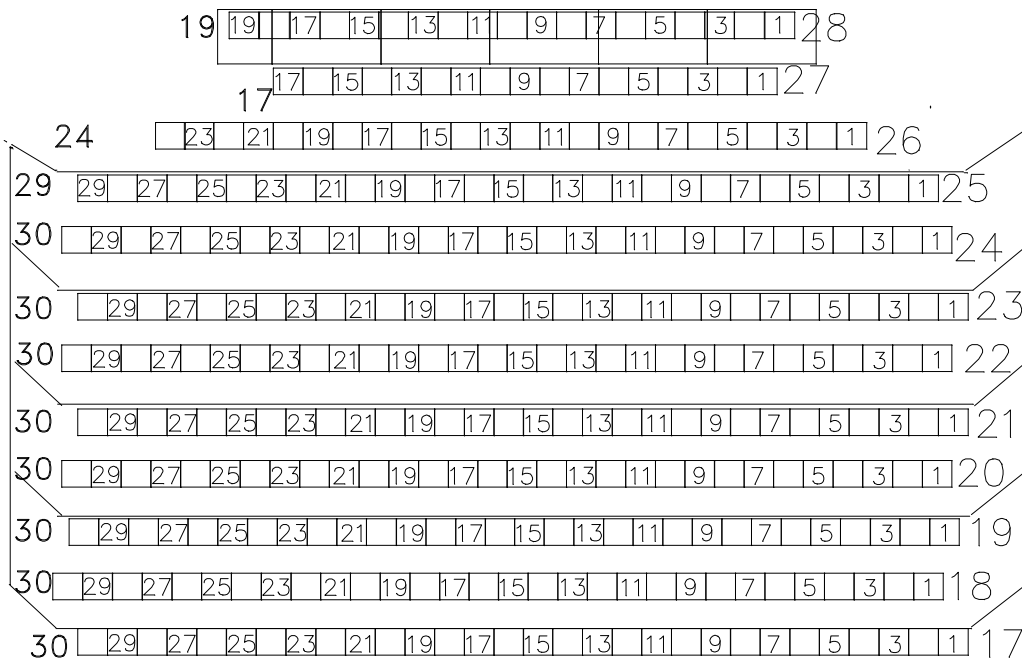 19 19 17 15 13 11 9 7 5 3 1 28
17 17 15 13 11 9 7 5 3 1 27
24 23 21 19 17 15 13 11 9 7 5 3 1 26
29 29 27 25 23 21 19 17 15 13 11 9 7 5 3 1 25
30 29 27 25 23 21 19 17 15 13 11 9 7 5 3 1 24
30 29 27 25 23 21 19 17 15 13 11 9 7 5 3 1 23
30 29 27 25 23 21 19 17 15 13 11 9 7 5 3 1 22
30 29 27 25 23 21 19 17 15 13 11 9 7 5 3 1 21
30 29 27 25 23 21 19 17 15 13 11 9 7 5 3 1 20
30 29 27 25 23 21 19 17 15 13 11 9 7 5 3 1 19
30 29 27 25 23 21 19 17 15 13 11 9 7 5 3 1 18
30 29 27 25 23 21 19 17 15 13 11 9 7 5 3 1 17